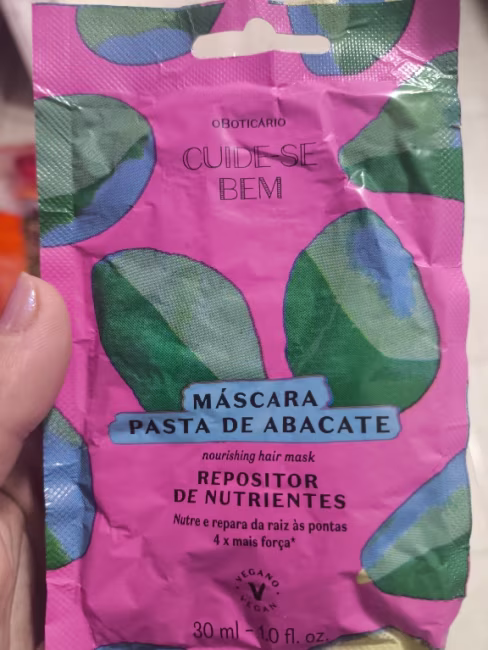 oBOTICÁRIO
CUIDE-SE
BEM
MÁSCARA
PASTA DE ABACATE
nourishing hair mask
REPOSITOR
DE NUTRIENTES
Nutre e repara da raiz às pontas
4 x mais força*
VEGANO
V
VEGAN
30 ml - 1.0 fl. oz.